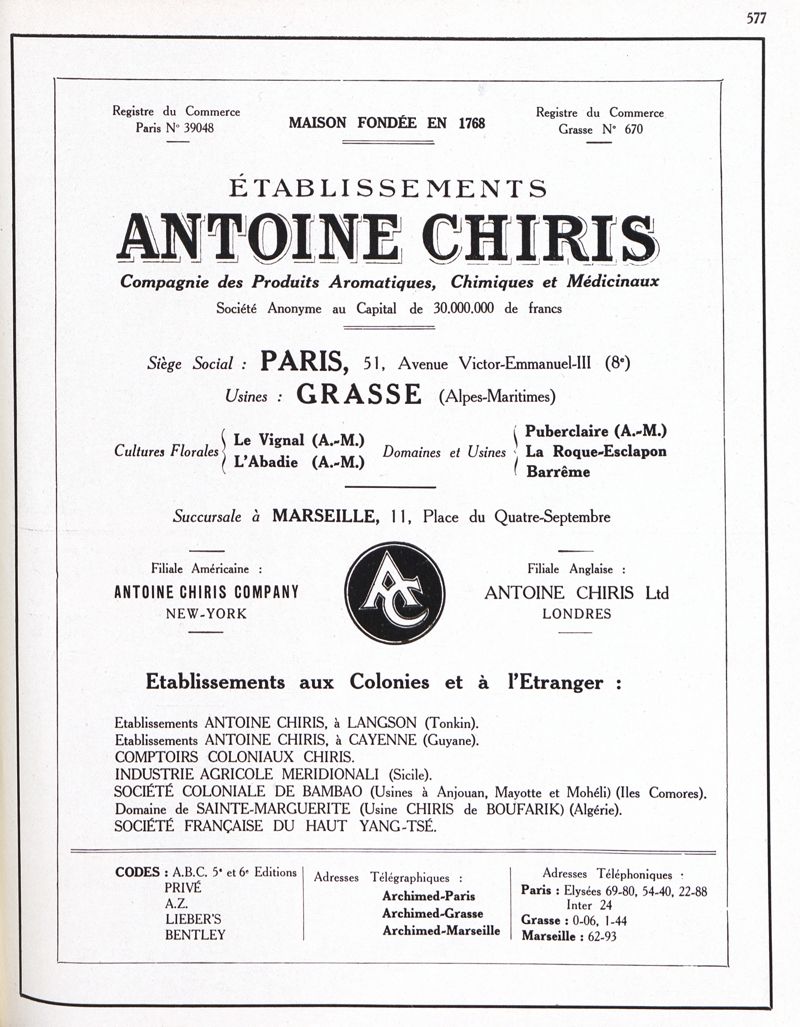 577
Registre du Commerce
Paris N° 39048
MAISON FONDÉE EN 1768
Registre du Commerce
Grasse N° 670
ÉTABLISSEMENTS
ANTOINE CHIRIS
Compagnie des Produits Aromatiques, Chimiques et Médicinaux
Société Anonyme au Capital de 30.000.000 de francs
Siège Social : PARIS, 51, Avenue Victor-Emmanuel-III (8e)
Usines : GRASSE (Alpes-Maritimes)
Cultures Florales
Le Vignal (A.-M.)
L'Abadie (A.-M.)
Domaines et Usines
Puberclaire (A.-M.)
La Roque-Esclapon
Barrême
Succursale à MARSEILLE, 11, Place du Quatre-Septembre
Filiale Américaine :
ANTOINE CHIRIS COMPANY
NEW-YORK
AC
Filiale Anglaise :
ANTOINE CHIRIS Ltd
LONDRES
Etablissements aux Colonies et à l'Etranger :
Etablissements ANTOINE CHIRIS, à LANGSON (Tonkin).
Etablissements ANTOINE CHIRIS, à CAYENNE (Guyane).
COMPTOIRS COLONIAUX CHIRIS.
INDUSTRIE AGRICOLE MERIDIONALI (Sicile).
SOCIÉTÉ COLONIALE DE BAMBAO (Usines à Anjouan, Mayotte et Mohéli) (Iles Comores).
Domaine de SAINTE-MARGUERITE (Usine CHIRIS de BOUFARIK) (Algérie).
SOCIÉTÉ FRANÇAISE DU HAUT YANG-TSÉ.
CODES : A.B.C. 5e et 6e Editions
PRIVÉ
A.Z.
LIEBER'S
BENTLEY
Adresses Télégraphiques :
Archimed-Paris
Archimed-Grasse
Archimed-Marseille
Adresses Téléphoniques :
Paris : Elysées 69-80, 54-40, 22-88
Inter 24
Grasse : 0-06, 1-44
Marseille : 62-93